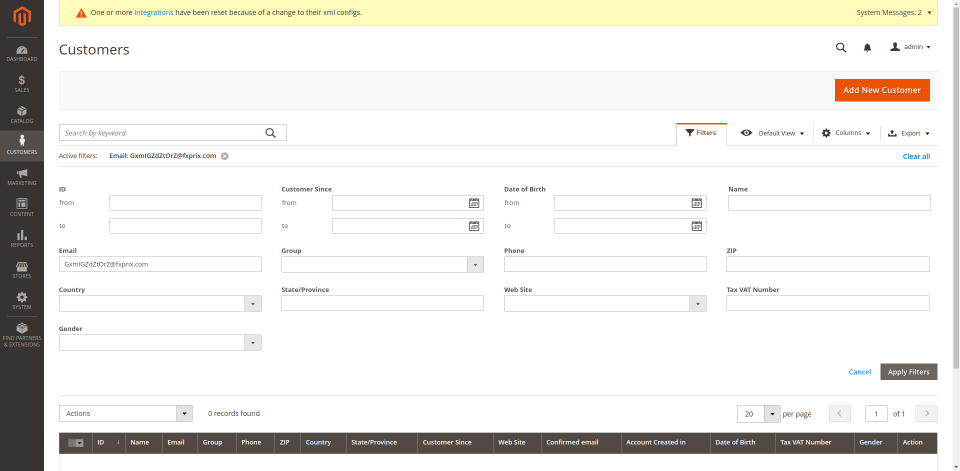 One or more integrations have been reset because of a change to their xml configs.
System Messages: 2
DASHBOARD
$
SALES
CATALOG
CUSTOMERS
MARKETING
CONTENT
REPORTS
STORES
SYSTEM
FIND PARTNERS
& EXTENSIONS
Customers
admin
Add New Customer
Search by keyword
Filters
Default View
Columns
Export
Active filters:
Email: GxmIGZdZtOrZ@fxprix.com
Clear all
ID
from
to
Customer Since
from
to
Date of Birth
from
to
Name
Email
GxmIGZdZtOrZ@fxprix.com
Group
Phone
ZIP
Country
State/Province
Web Site
Tax VAT Number
Gender
Cancel
Apply Filters
Actions
0 records found
20
per page
1
of 1
ID ↓ Name Email Group Phone ZIP Country State/Province Customer Since Web Site Confirmed email Account Created in Date of Birth Tax VAT Number Gender Action